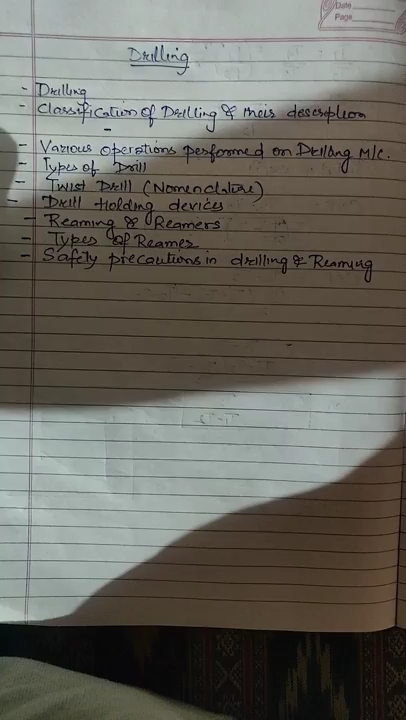 Date
Page
Drilling
- Drilling
- Classification of Drilling & their description
- Various operations performed on Drilling M/c.
- Types of Drill
- Twist Drill (Nomenclature)
- Drill Holding devices
- Reaming & Reamers
- Types of Reamer
- Safety precautions in drilling & Reaming